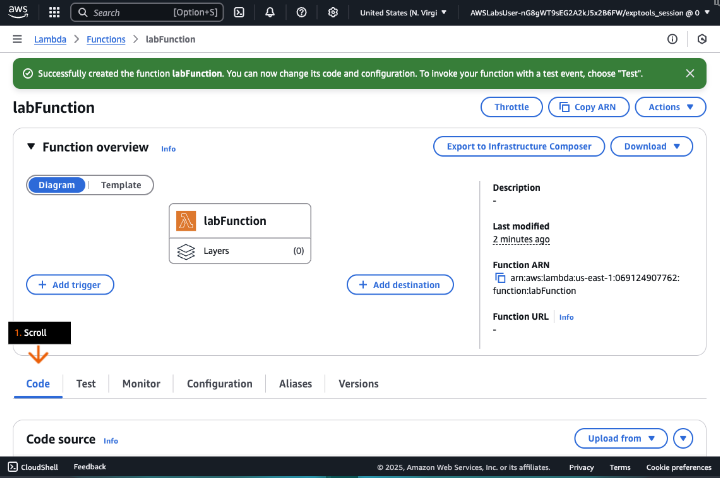 aws
Search
[Option+S]
United States (N. Virgi
AWSLabsUser-nG8gWT9sEG2A2kJ5x2B6FW/exptools_session @ 0
Lambda
Functions
labFunction
Successfully created the function labFunction. You can now change its code and configuration. To invoke your function with a test event, choose "Test".
labFunction
Throttle
Copy ARN
Actions
Function overview
Info
Export to Infrastructure Composer
Download
Diagram
Template
labFunction
Layers
(0)
+ Add trigger
+ Add destination
Description
-
Last modified
2 minutes ago
Function ARN
arn:aws:lambda:us-east-1:069124907762:
function:labFunction
Function URL
Info
-
1. Scroll
Code
Test
Monitor
Configuration
Aliases
Versions
Code source
Info
Upload from
CloudShell
Feedback
© 2025, Amazon Web Services, Inc. or its affiliates.
Privacy
Terms
Cookie preferences